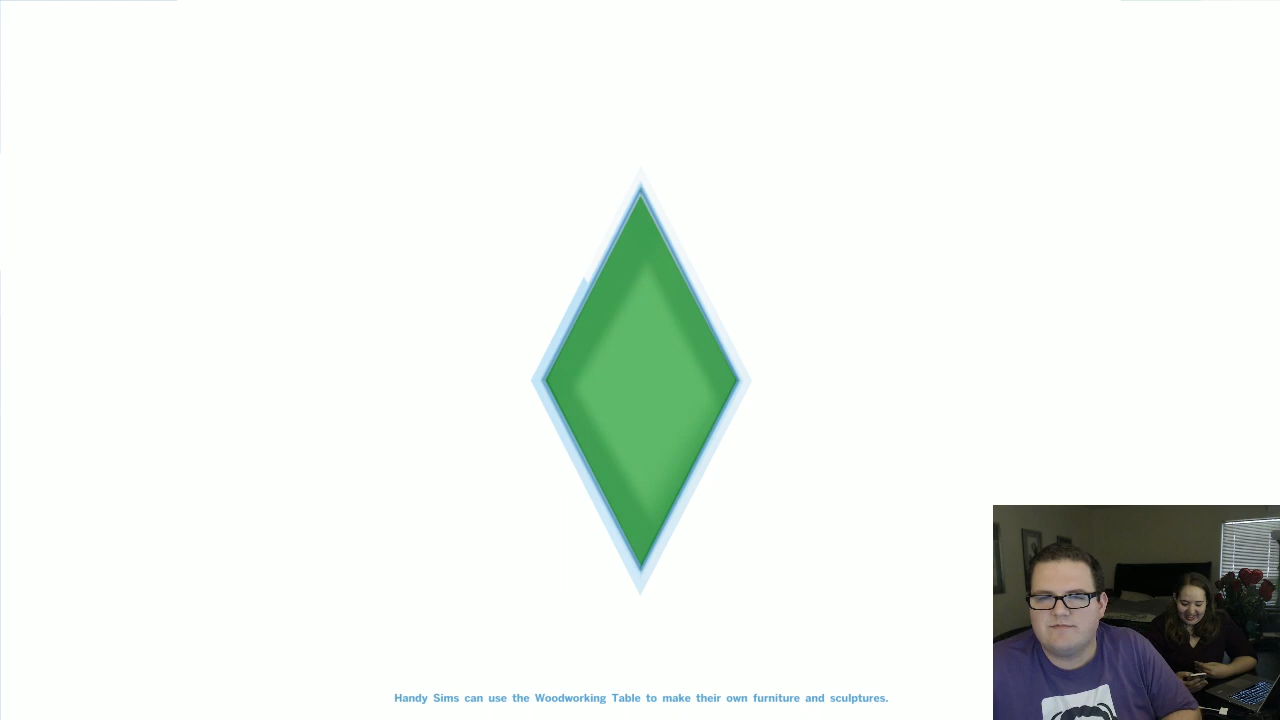 Handy Sims can use the Woodworking Table to make their own furniture and sculptures.